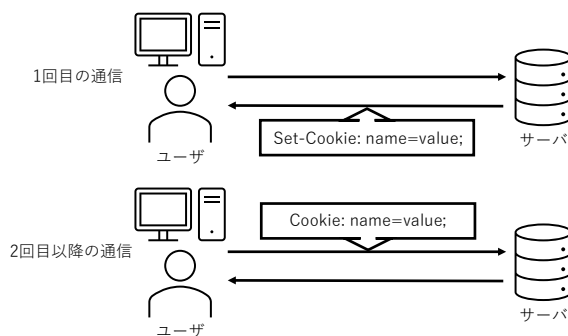 1回目の通信
Set-Cookie: name=value;
ユーザ
サーバ
Cookie: name=value;
2回目以降の通信
ユーザ
サーバ